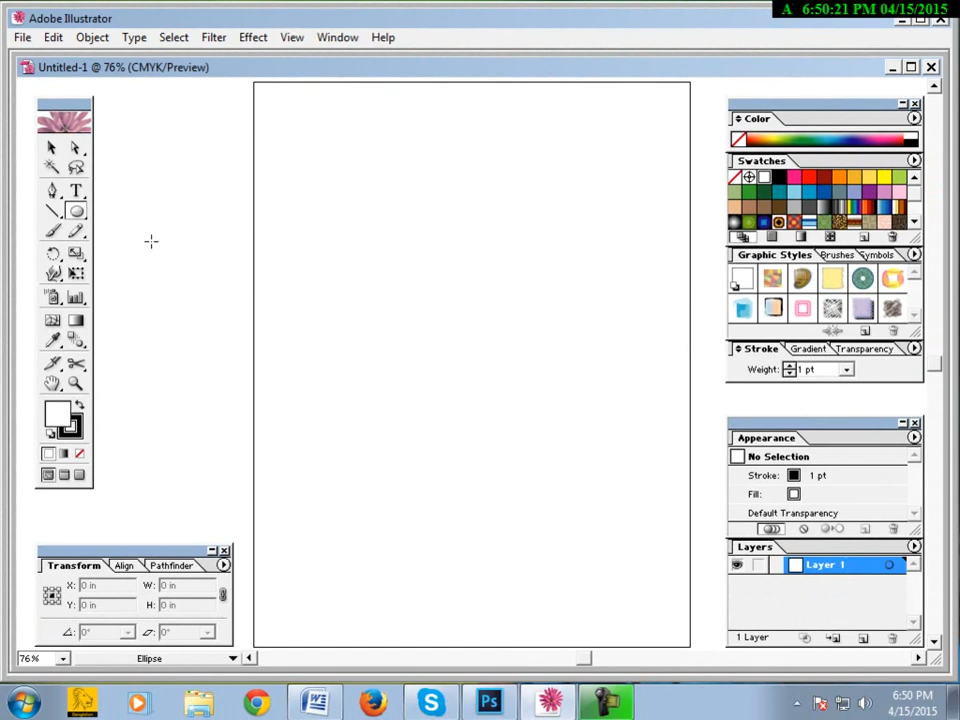 A 6:50:21 PM 04/15/2015
Adobe Illustrator
File Edit Object Type Select Filter Effect View Window Help
Untitled-1 @ 76% (CMYK/Preview)
Color
Swatches
Graphic Styles Brushes Symbols
Stroke Gradient Transparency
Weight: 1 pt
Appearance
No Selection
Stroke: 1 pt
Fill:
Default Transparency
Layers
Layer 1
1 Layer
Transform Align Pathfinder
X: 0 in W: 0 in
Y: 0 in H: 0 in
0° 0°
76% Ellipse
6:50 PM
4/15/2015